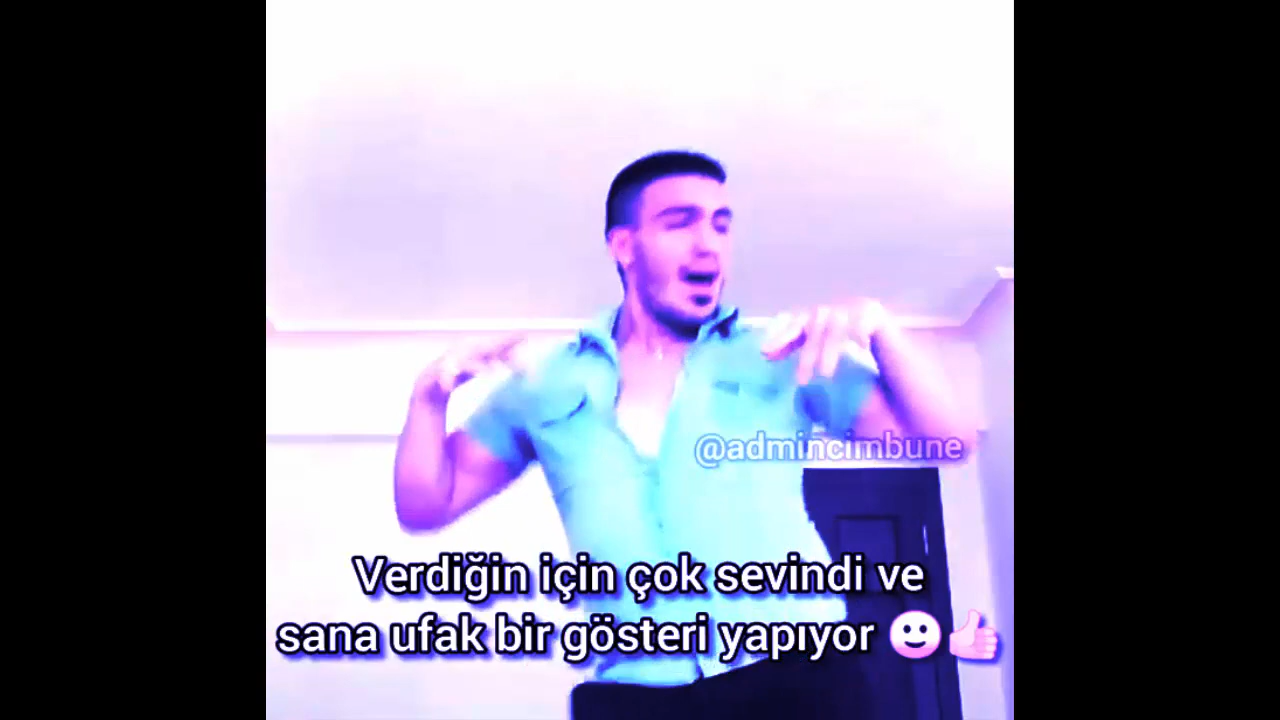 @admincimbune
Verdiğin için çok sevindi ve
sana ufak bir gösteri yapıyor 🙂👍